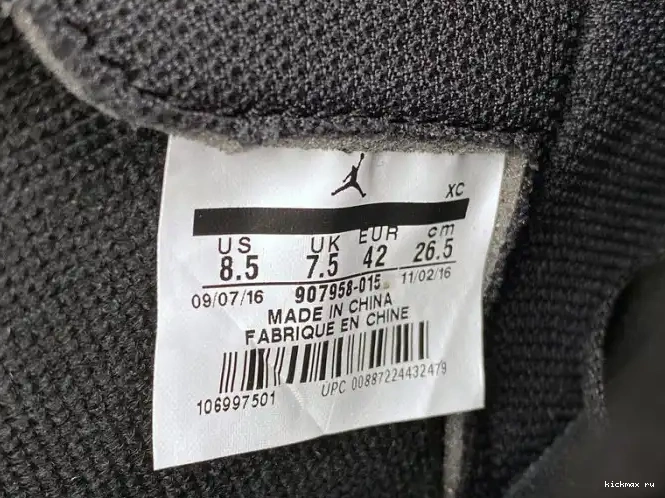 XC
US UK EUR cm
8.5 7.5 42 26.5
09/07/16 907958-015 11/02/16
MADE IN CHINA
FABRIQUE EN CHINE
106997501 UPC 00887224432479
kickmax ru